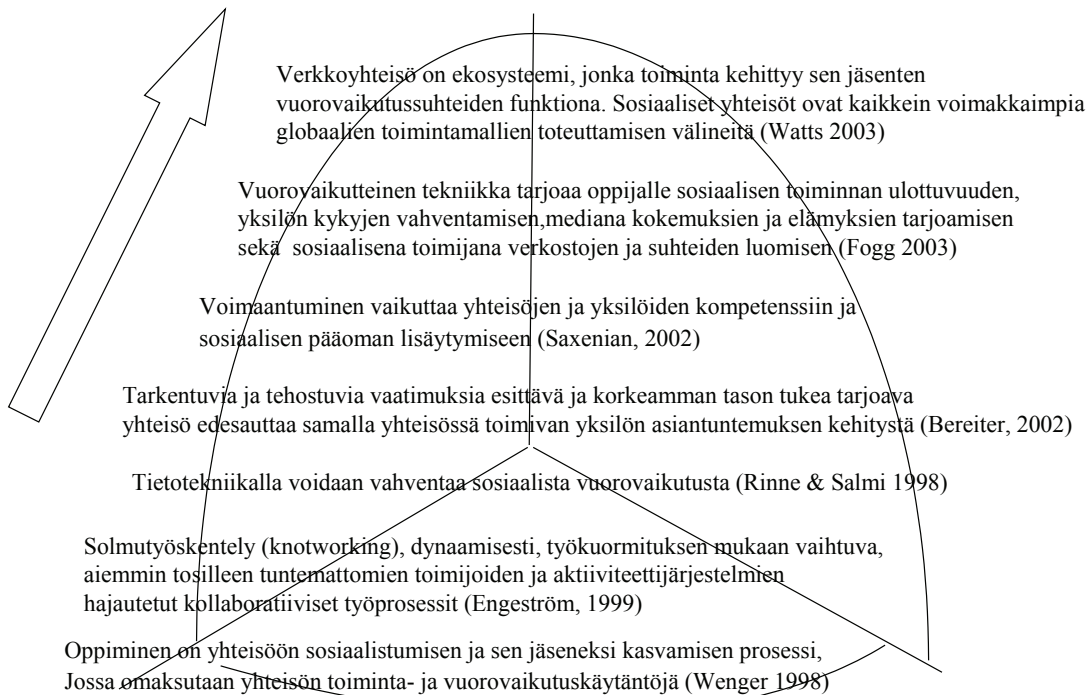 Verkkoyhteisö on ekosysteemi, jonka toiminta kehittyy sen jäsenten
vuorovaikutussuhteiden funktiona. Sosiaaliset yhteisöt ovat kaikkein voimakkaimpia
globaalien toimintamallien toteuttamisen välineitä (Watts 2003)
Vuorovaikutteinen tekniikka tarjoaa oppijalle sosiaalisen toiminnan ulottuvuuden,
yksilön kykyjen vahventamisen,mediana kokemuksien ja elämyksien tarjoamisen
sekä sosiaalisena toimijana verkostojen ja suhteiden luomisen (Fogg 2003)
Voimaantuminen vaikuttaa yhteisöjen ja yksilöiden kompetenssiin ja
sosiaalisen pääoman lisäytymiseen (Saxenian, 2002)
Tarkentuvia ja tehostuvia vaatimuksia esittävä ja korkeamman tason tukea tarjoava
yhteisö edesauttaa samalla yhteisössä toimivan yksilön asiantuntemuksen kehitystä (Bereiter, 2002)
Tietotekniikalla voidaan vahventaa sosiaalista vuorovaikutusta (Rinne & Salmi 1998)
Solmutyöskentely (knotworking), dynaamisesti, työkuormituksen mukaan vaihtuva,
aiemmin tosilleen tuntemattomien toimijoiden ja aktiiviteettijärjestelmien
hajautetut kollaboratiiviset työprosessit (Engeström, 1999)
Oppiminen on yhteisöön sosialistumisen ja sen jäseneksi kasvamisen prosessi,
Jossa omaksutaan yhteisön toiminta- ja vuorovaikutuskäytäntöjä (Wenger 1998)